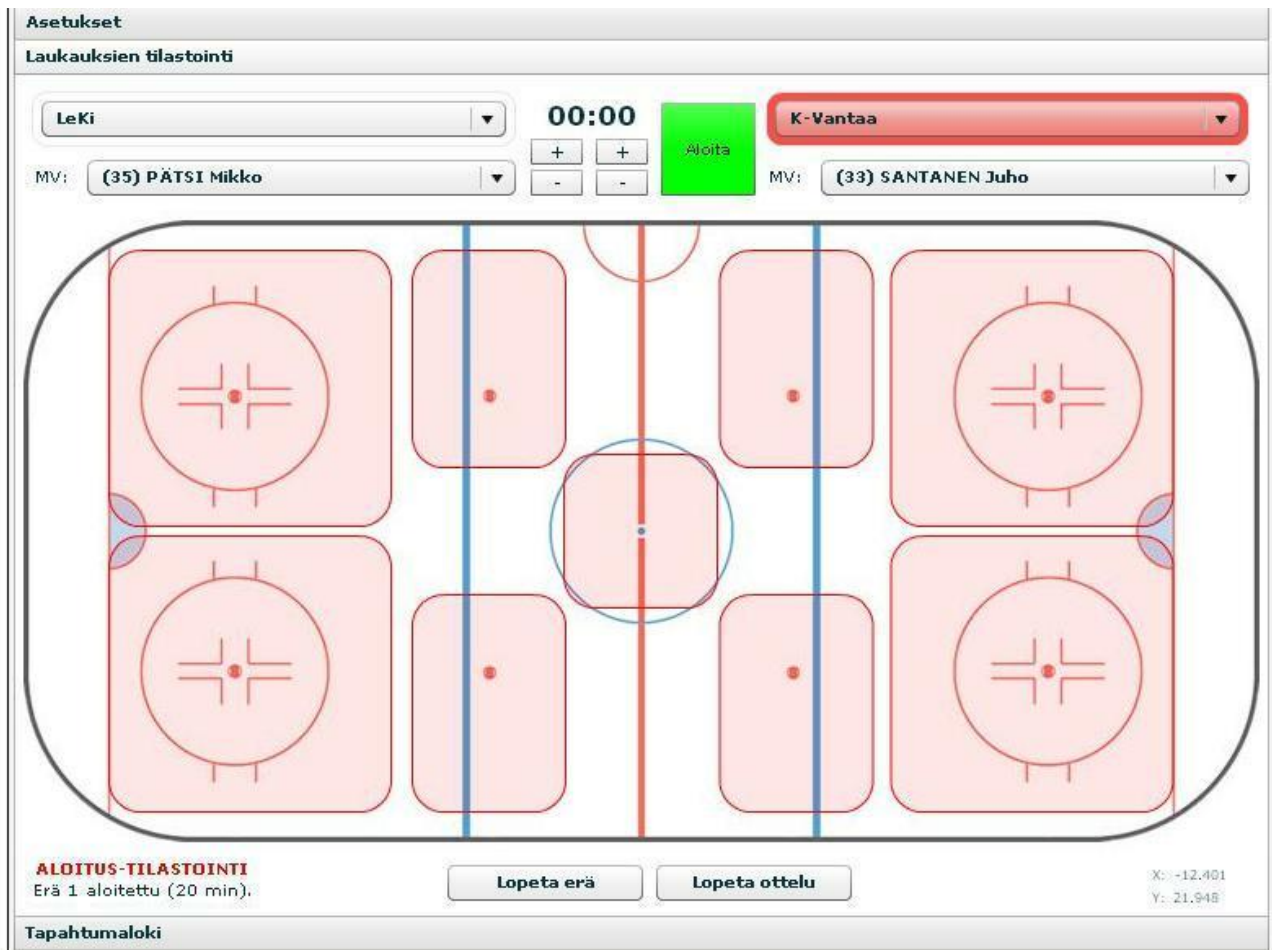 Asetukset
Laukauksien tilastointi
LeKi
00:00
Aloita
K-Vantaa
+ +
- -
MV: (35) PÄTSI Mikko
MV: (33) SANTANEN Juho
ALOITUS-TILASTOINTI
Erä 1 aloitettu (20 min).
Lopeta erä
Lopeta ottelu
X: -12.401
Y: 21.948
Tapahtumaloki